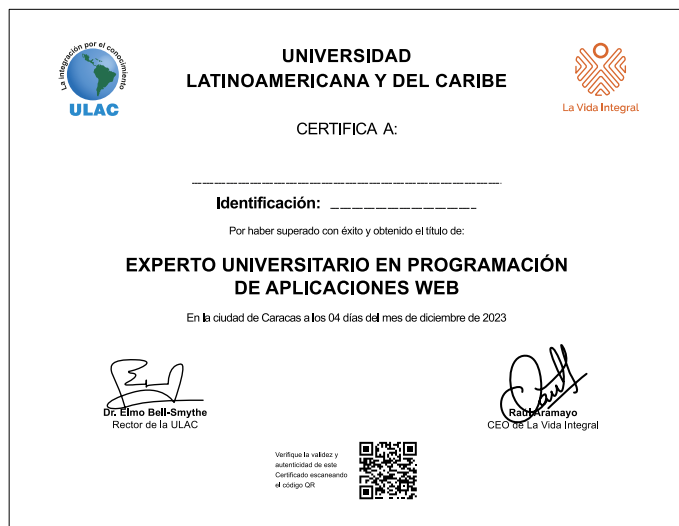 La integración por el conocimiento
ULAC
UNIVERSIDAD
LATINOAMERICANA Y DEL CARIBE
La Vida Integral
CERTIFICA A:
Identificación:
Por haber superado con éxito y obtenido el título de:
EXPERTO UNIVERSITARIO EN PROGRAMACIÓN
DE APLICACIONES WEB
En la ciudad de Caracas a los 04 días del mes de diciembre de 2023
Dr. Elmo Bell-Smythe
Rector de la ULAC
Raúl Aramayo
CEO de La Vida Integral
Verifique la validez y
autenticidad de este
Certificado escaneando
el código QR